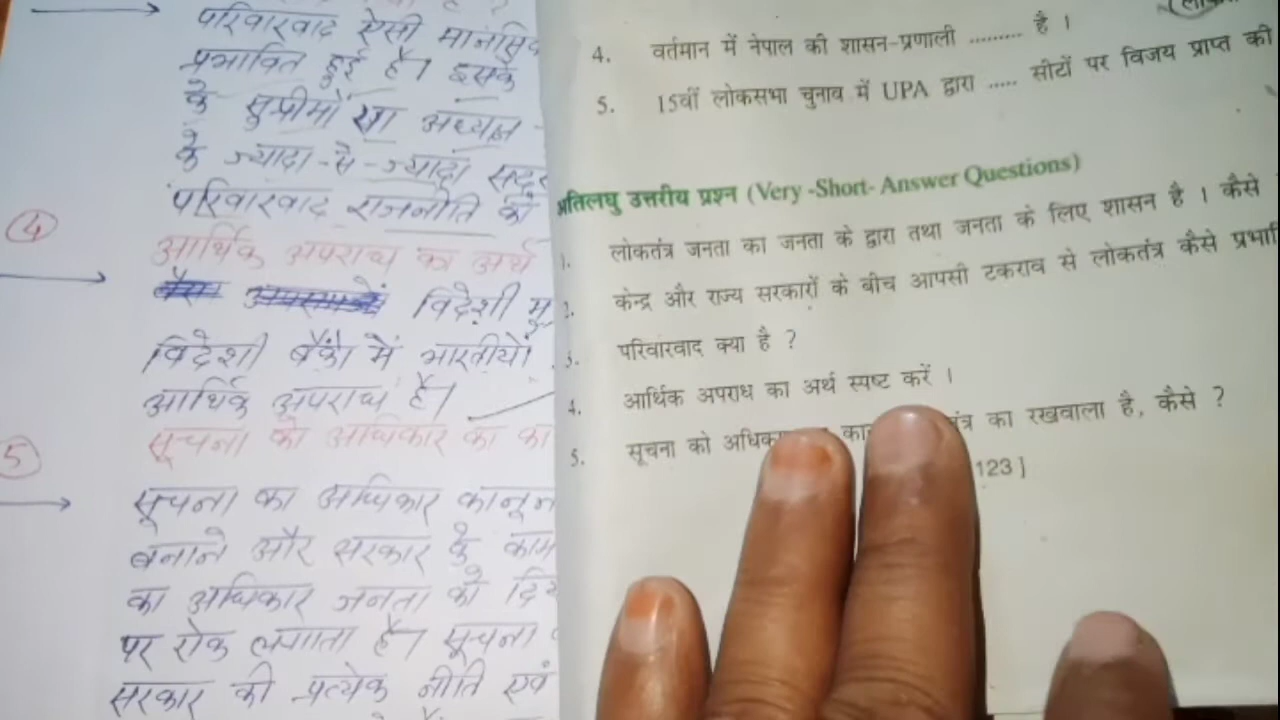 परिवारवाद ऐसी
प्रभावित हुई है। इसके
के सुप्रीमों या अध्यक्ष
के ज्यादा-से-ज्यादा
परिवारवाद राजनीति की
④
आर्थिक अपराध का अर्थ
विदेशी
विदेशी बैंकों में भारतीयों
आर्थिक अपराध है।
5
सूचना का अधिकार का
सूचना का अधिकार कानून
बनाने और सरकार के काम
का अधिकार जनता को
पर रोक लगाता है। सूचना
सरकार की प्रत्येक नीति एवं
4. वर्तमान में नेपाल की शासन-प्रणाली ......... है ।
5. 15वीं लोकसभा चुनाव में UPA द्वारा ...... सीटों पर विजय प्राप्त की
प्रतिलघु उत्तरीय प्रश्न (Very -Short- Answer Questions)
1. लोकतंत्र जनता का जनता के द्वारा तथा जनता के लिए शासन है । कैसे
2. केन्द्र और राज्य सरकारों के बीच आपसी टकराव से लोकतंत्र कैसे
3. परिवारवाद क्या है ?
4. आर्थिक अपराध का अर्थ स्पष्ट करें ।
5. सूचना को का रखवाला है, कैसे ?
123 ]